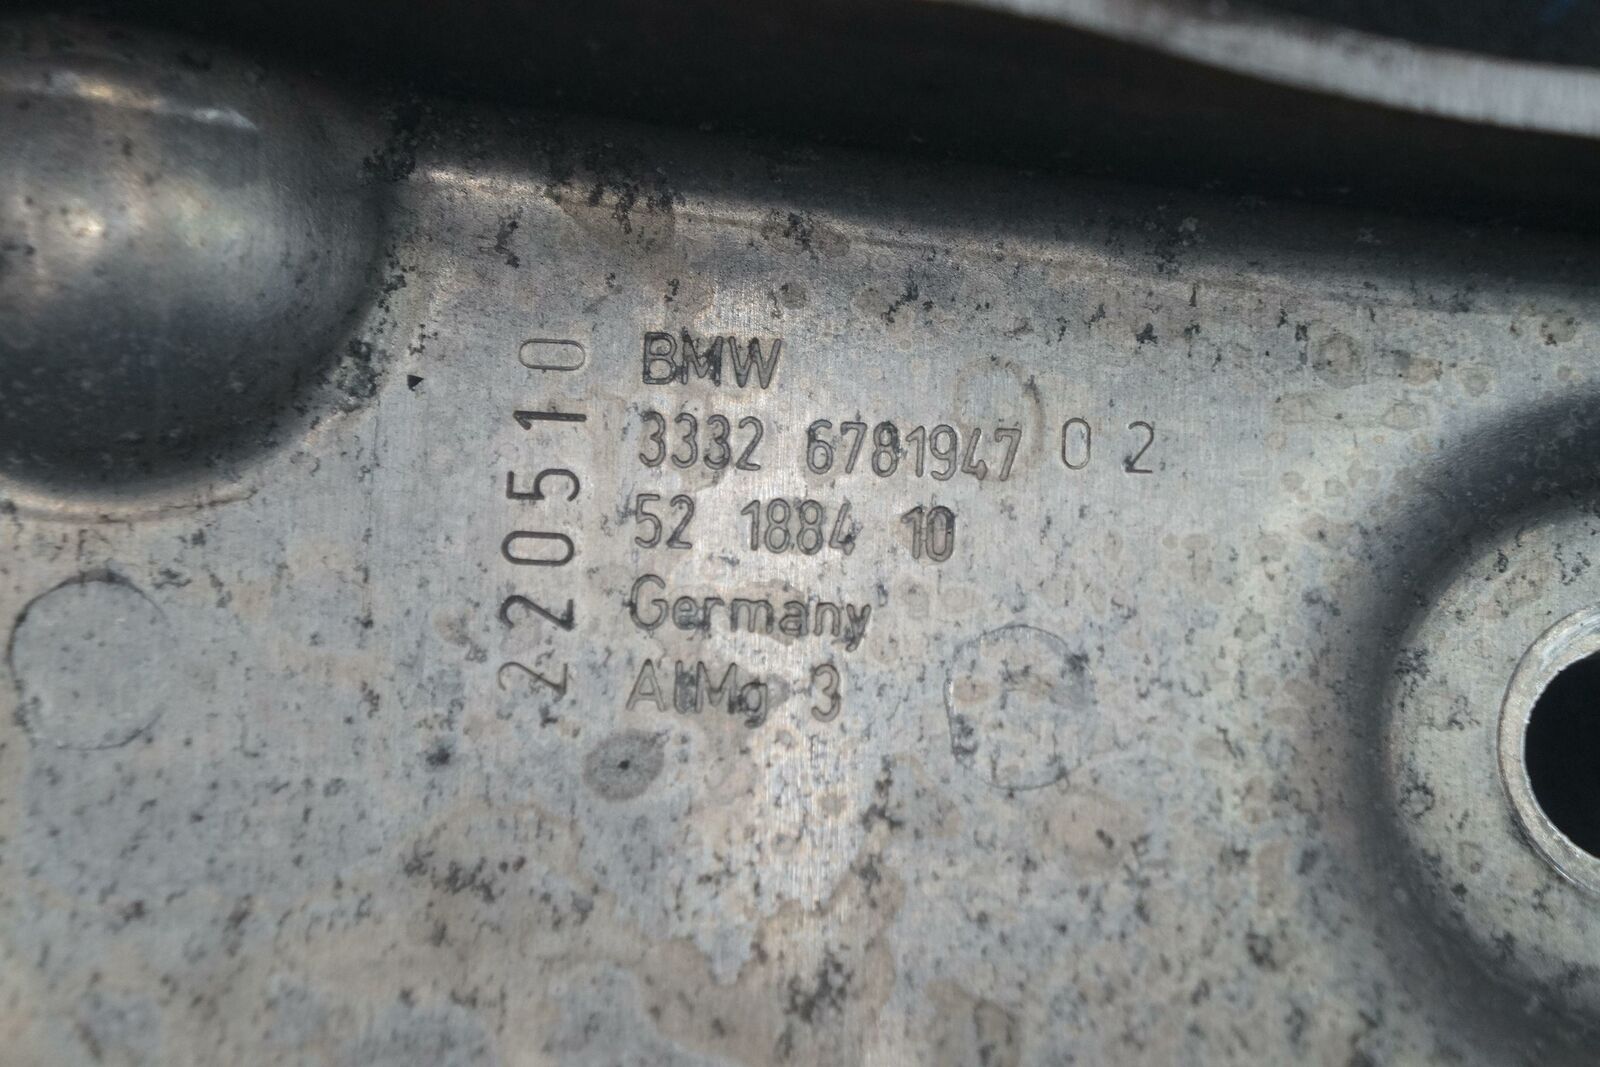 BMW
3332 6781947 0 2
52 1884 10
Germany
AlMg 3
220510